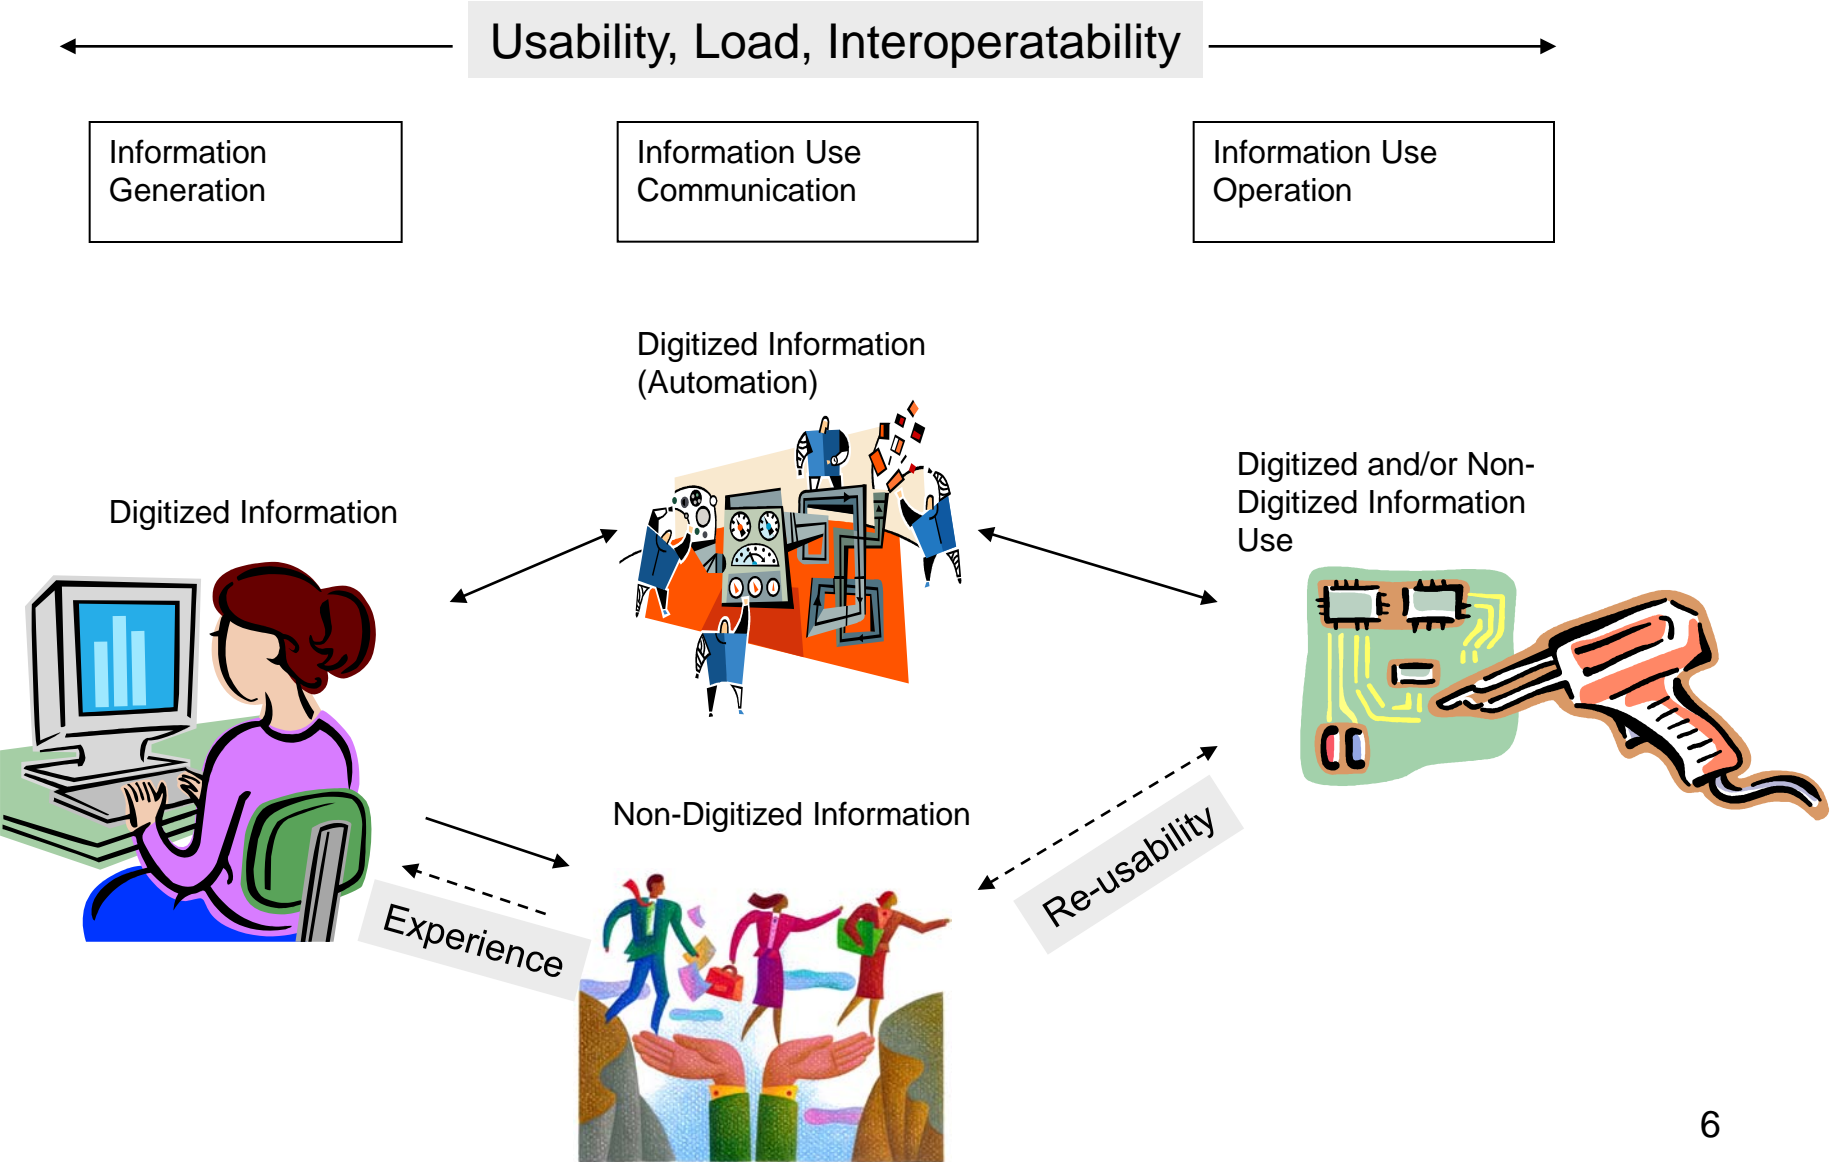 Usability, Load, Interoperatability
Information
Generation
Information Use
Communication
Information Use
Operation
Digitized Information
(Automation)
Digitized and/or Non-
Digitized Information
Use
Digitized Information
Non-Digitized Information
Re-usability
Experience
6